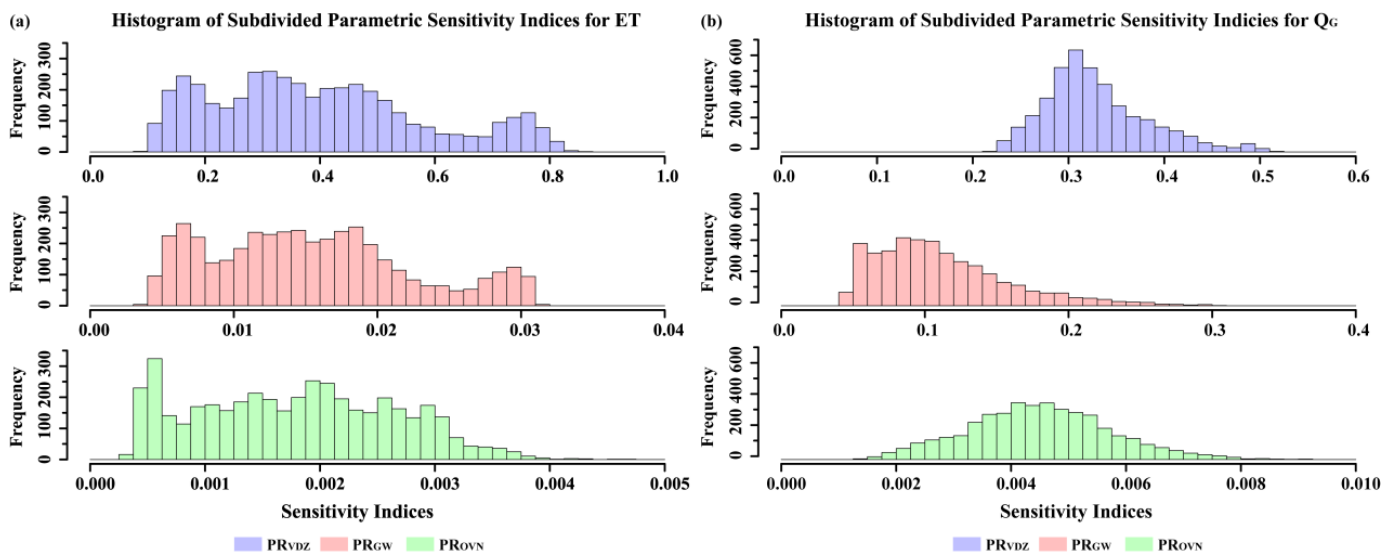 (a) Histogram of Subdivided Parametric Sensitivity Indices for ET
Frequency
0 100 200 300
0.0 0.2 0.4 0.6 0.8 1.0
Frequency
0 100 200 300
0.00 0.01 0.02 0.03 0.04
Frequency
0 100 200 300
0.000 0.001 0.002 0.003 0.004 0.005
Sensitivity Indices
PRVDZ PRGW PROVN
(b) Histogram of Subdivided Parametric Sensitivity Indicies for QG
Frequency
0 200 400 600
0.0 0.1 0.2 0.3 0.4 0.5 0.6
Frequency
0 200 400 600
0.0 0.1 0.2 0.3 0.4
Frequency
0 200 400 600
0.000 0.002 0.004 0.006 0.008 0.010
Sensitivity Indices
PRVDZ PRGW PROVN